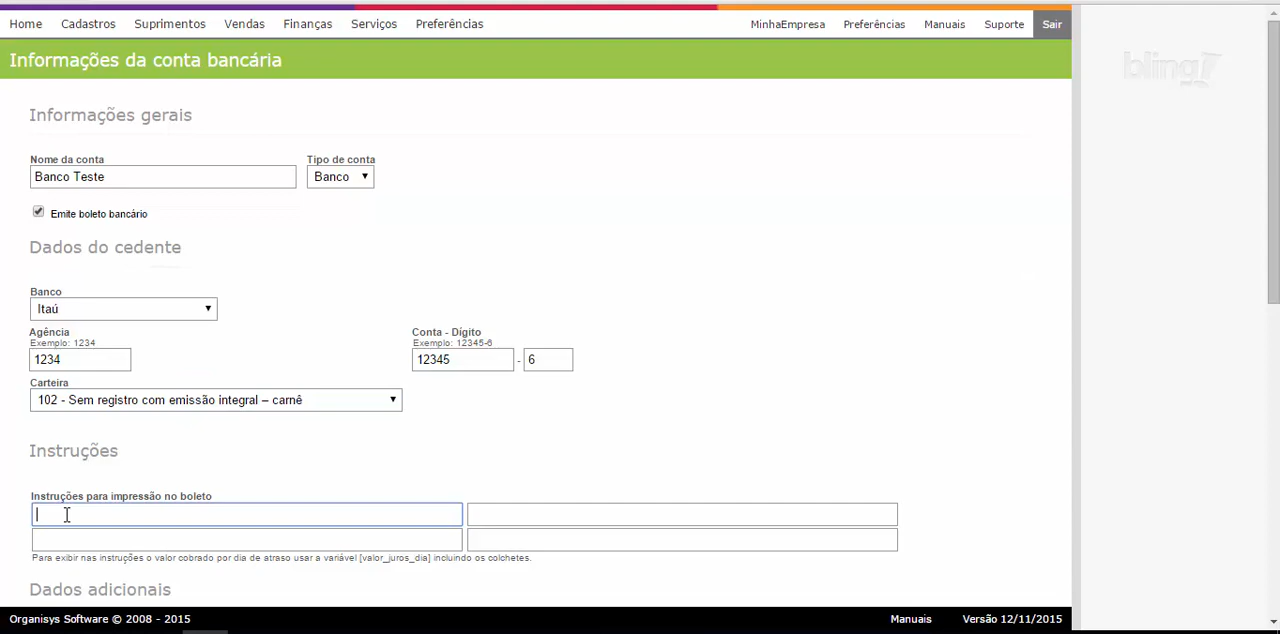 Home Cadastros Suprimentos Vendas Finanças Serviços Preferências MinhaEmpresa Preferências Manuais Suporte Sair
bling
Informações da conta bancária
Informações gerais
Nome da conta Tipo de conta
Banco Teste Banco
Emite boleto bancário
Dados do cedente
Banco
Itaú
Agência Conta - Dígito
Exemplo: 1234 Exemplo: 12345-6
1234 12345 - 6
Carteira
102 - Sem registro com emissão integral – carnê
Instruções
Instruções para impressão no boleto
Para exibir nas instruções o valor cobrado por dia de atraso usar a variável [valor_juros_dia] incluindo os colchetes.
Dados adicionais
Organisys Software © 2008 - 2015 Manuais Versão 12/11/2015